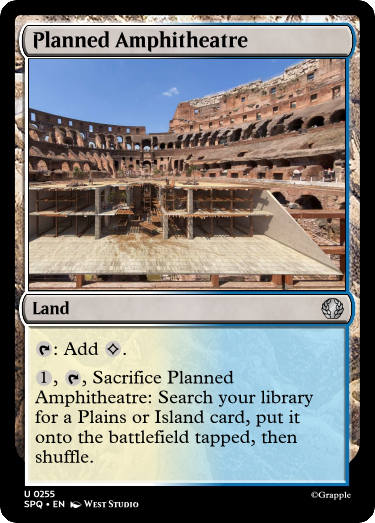 Planned Amphitheatre
Land
: Add .
1, , Sacrifice Planned
Amphitheatre: Search your library
for a Plains or Island card, put it
onto the battlefield tapped, then
shuffle.
U 0255
SPQ • EN West Studio
©Grapple